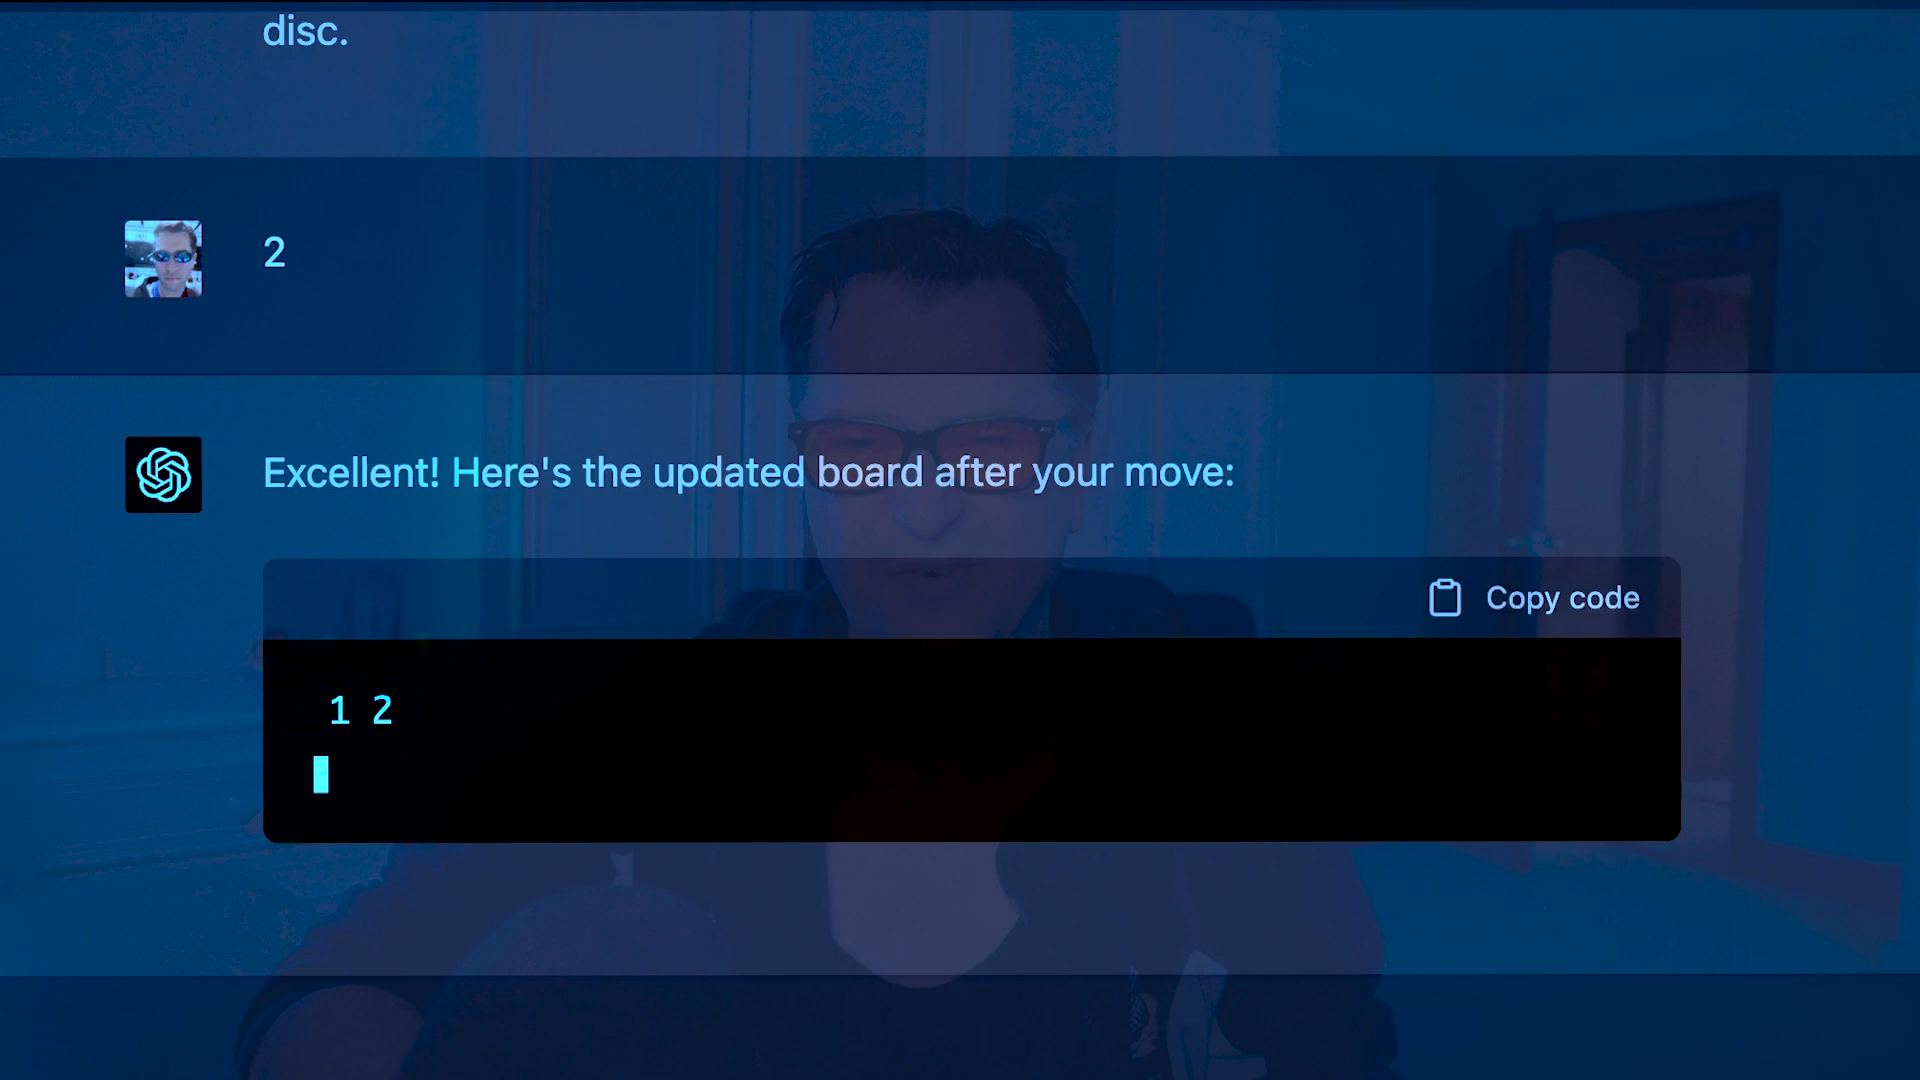 disc.
2
Excellent! Here's the updated board after your move:
Copy code
1 2